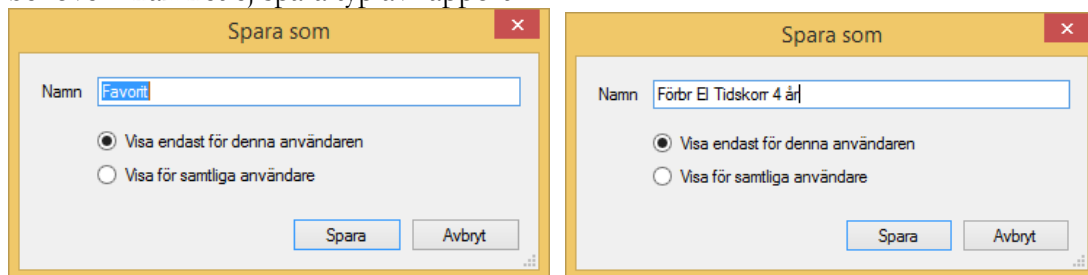 Spara som
Namn Favorit
Visa endast för denna användaren
Visa för samtliga användare
Spara Avbryt
Spara som
Namn Förbr El Tidskorr 4 år
Visa endast för denna användaren
Visa för samtliga användare
Spara Avbryt